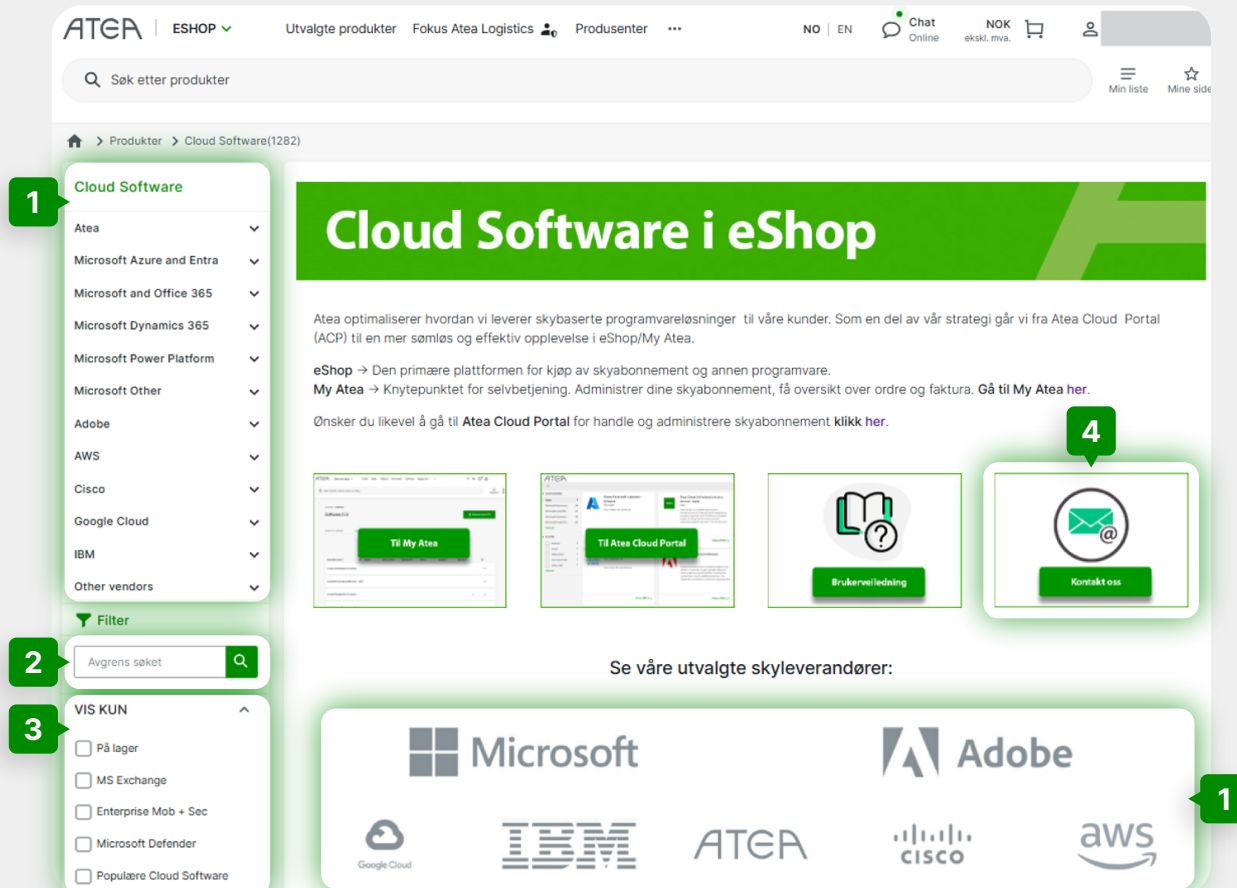 ATEA
ESHOP
Utvalgte produkter
Fokus Atea Logistics
Produsenter
NO | EN
Chat
Online
NOK
ekskl. mva.
Søk etter produkter
Min liste
Mine side
Produkter
Cloud Software(1282)
1
Cloud Software
Atea
Microsoft Azure and Entra
Microsoft and Office 365
Microsoft Dynamics 365
Microsoft Power Platform
Microsoft Other
Adobe
AWS
Cisco
Google Cloud
IBM
Other vendors
Filter
2
Avgrens søket
3
VIS KUN
På lager
MS Exchange
Enterprise Mob + Sec
Microsoft Defender
Populære Cloud Software
Cloud Software i eShop
Atea optimaliserer hvordan vi leverer skybaserte programvareløsninger til våre kunder. Som en del av vår strategi går vi fra Atea Cloud Portal
(ACP) til en mer sømløs og effektiv opplevelse i eShop/My Atea.
eShop → Den primære plattformen for kjøp av skyabonnement og annen programvare.
My Atea → Knytepunktet for selvbetjening. Administrer dine skyabonnement, få oversikt over ordre og faktura. Gå til My Atea her.
Ønsker du likevel å gå til Atea Cloud Portal for handle og administrere skyabonnement klikk her.
4
Til My Atea
Til Atea Cloud Portal
Brukerveiledning
Kontakt oss
Se våre utvalgte skyleverandører:
Microsoft
Adobe
1
Google Cloud
IBM
ATEA
CISCO
aws